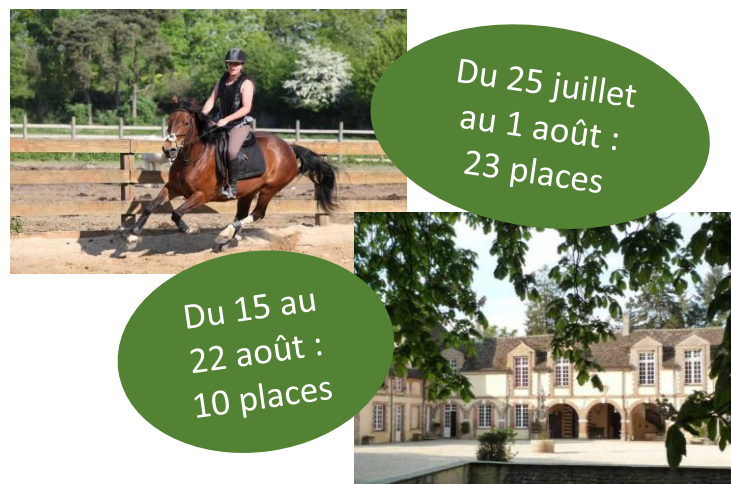 Du 25 juillet
au 1 août :
23 places
Du 15 au
22 août :
10 places